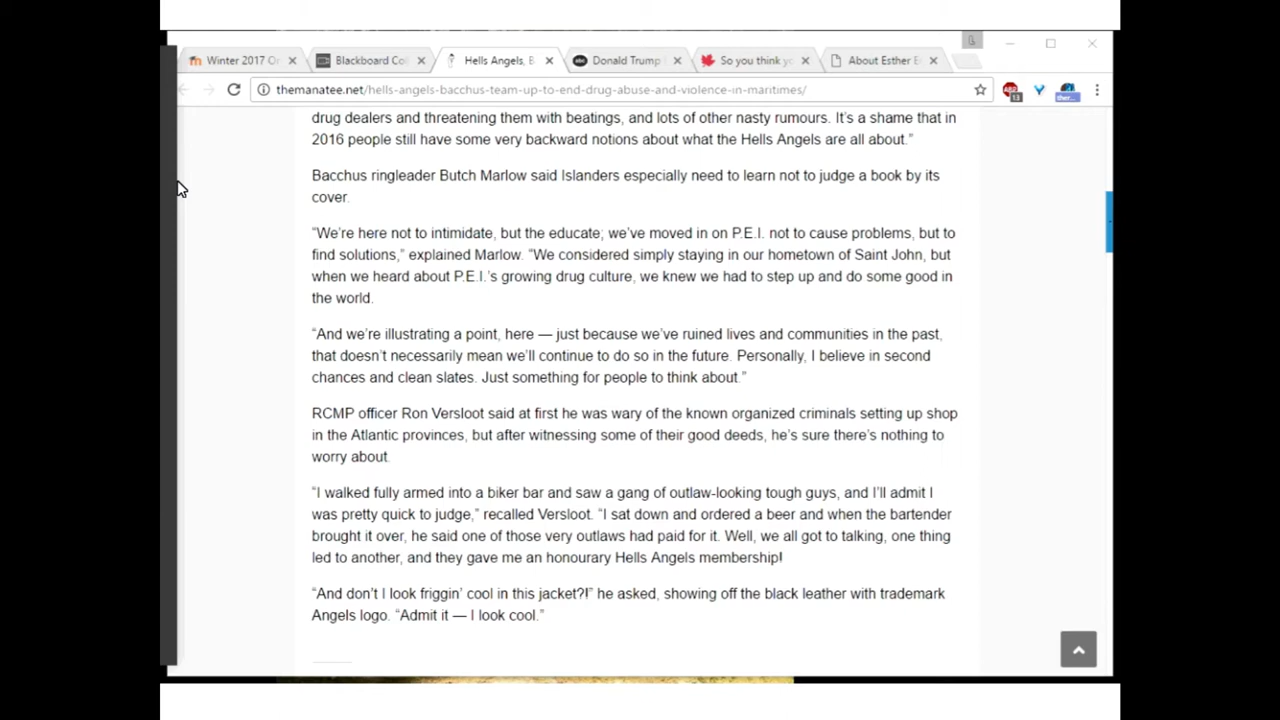 Winter 2017 O
Blackboard Co
Hells Angels, B
Donald Trump
So you think y
About Esther E
themanatee.net/hells-angels-bacchus-team-up-to-end-drug-abuse-and-violence-in-maritimes/
ABP
13
ther...
drug dealers and threatening them with beatings, and lots of other nasty rumours. It's a shame that in
2016 people still have some very backward notions about what the Hells Angels are all about.”
Bacchus ringleader Butch Marlow said Islanders especially need to learn not to judge a book by its
cover.
“We're here not to intimidate, but the educate; we've moved in on P.E.I. not to cause problems, but to
find solutions,” explained Marlow. “We considered simply staying in our hometown of Saint John, but
when we heard about P.E.I.'s growing drug culture, we knew we had to step up and do some good in
the world.
“And we're illustrating a point, here — just because we've ruined lives and communities in the past,
that doesn't necessarily mean we'll continue to do so in the future. Personally, I believe in second
chances and clean slates. Just something for people to think about.”
RCMP officer Ron Versloot said at first he was wary of the known organized criminals setting up shop
in the Atlantic provinces, but after witnessing some of their good deeds, he's sure there's nothing to
worry about.
“I walked fully armed into a biker bar and saw a gang of outlaw-looking tough guys, and I'll admit I
was pretty quick to judge,” recalled Versloot. “I sat down and ordered a beer and when the bartender
brought it over, he said one of those very outlaws had paid for it. Well, we all got to talking, one thing
led to another, and they gave me an honourary Hells Angels membership!
“And don't I look friggin' cool in this jacket?!” he asked, showing off the black leather with trademark
Angels logo. “Admit it — I look cool.”